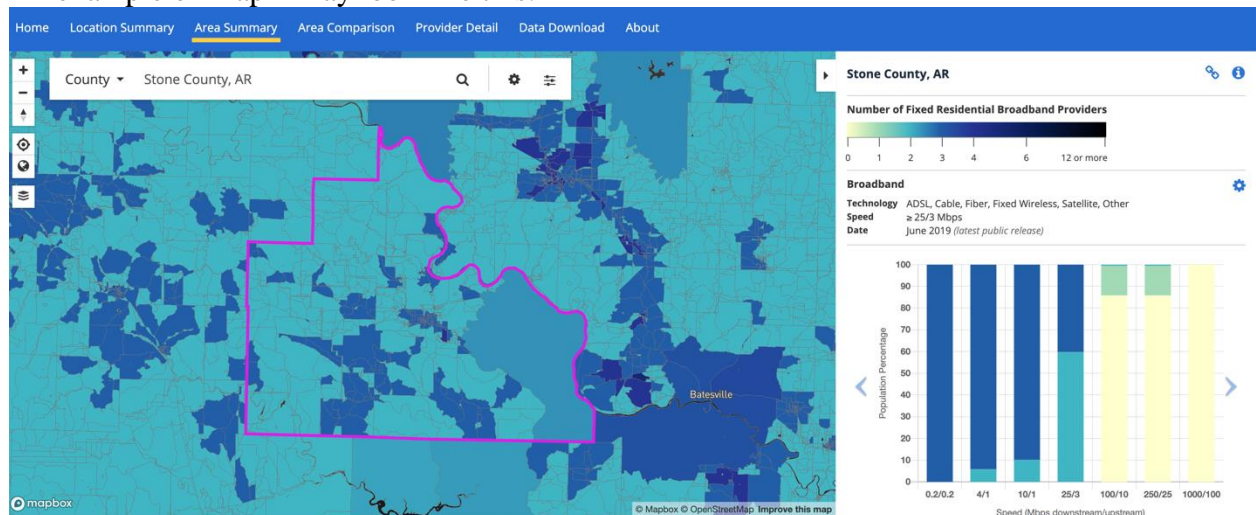 Home Location Summary Area Summary Area Comparison Provider Detail Data Download About
County Stone County, AR
Batesville
mapbox
© Mapbox © OpenStreetMap Improve this map
Stone County, AR
Number of Fixed Residential Broadband Providers
0 1 2 3 4 6 12 or more
Broadband
Technology ADSL, Cable, Fiber, Fixed Wireless, Satellite, Other
Speed ≥ 25/3 Mbps
Date June 2019 (latest public release)
100
90
80
70
60
50
40
30
20
10
0
Population Percentage
0.2/0.2 4/1 10/1 25/3 100/10 250/25 1000/100
Speed (Mbps downstream/upstream)